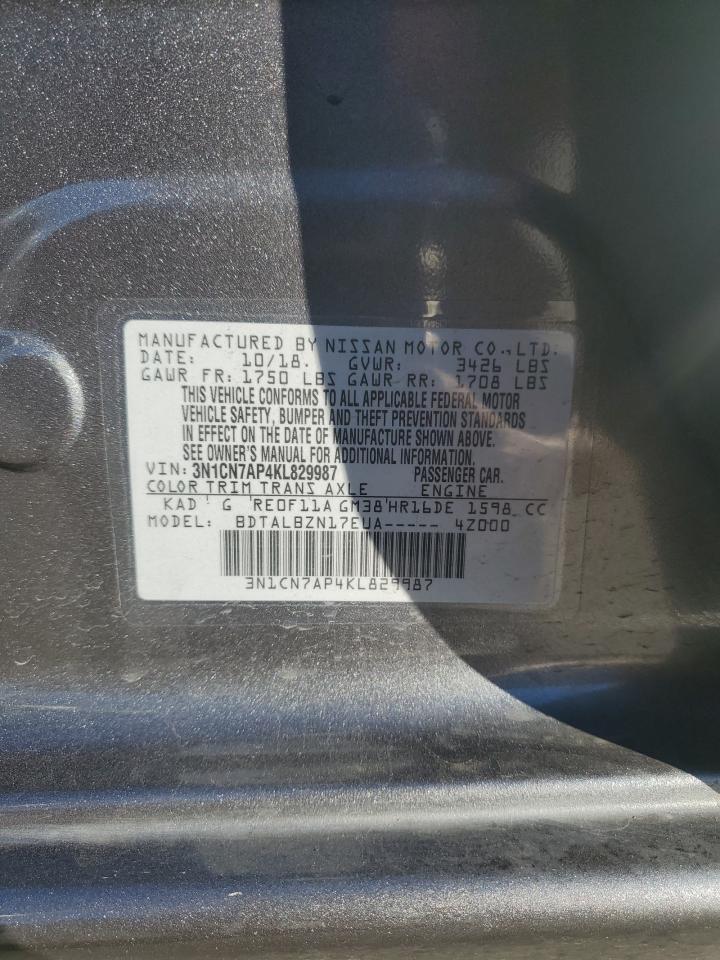 MANUFACTURED BY NISSAN MOTOR CO.,LTD.
DATE: 10/18. GVWR: 3426 LBS
GAWR FR: 1750 LBS GAWR RR: 1708 LBS
THIS VEHICLE CONFORMS TO ALL APPLICABLE FEDERAL MOTOR
VEHICLE SAFETY, BUMPER AND THEFT PREVENTION STANDARDS
IN EFFECT ON THE DATE OF MANUFACTURE SHOWN ABOVE.
SEE OWNER'S MANUAL FOR ADDITIONAL INFORMATION.
VIN: 3N1CN7AP4KL829987 PASSENGER CAR.
COLOR TRIM TRANS AXLE ENGINE
KAD ' G RE0F11A GM38'HR16DE 1598 CC
MODEL: BDTALBZN17EUA----- 4Z000
3N1CN7AP4KL829987